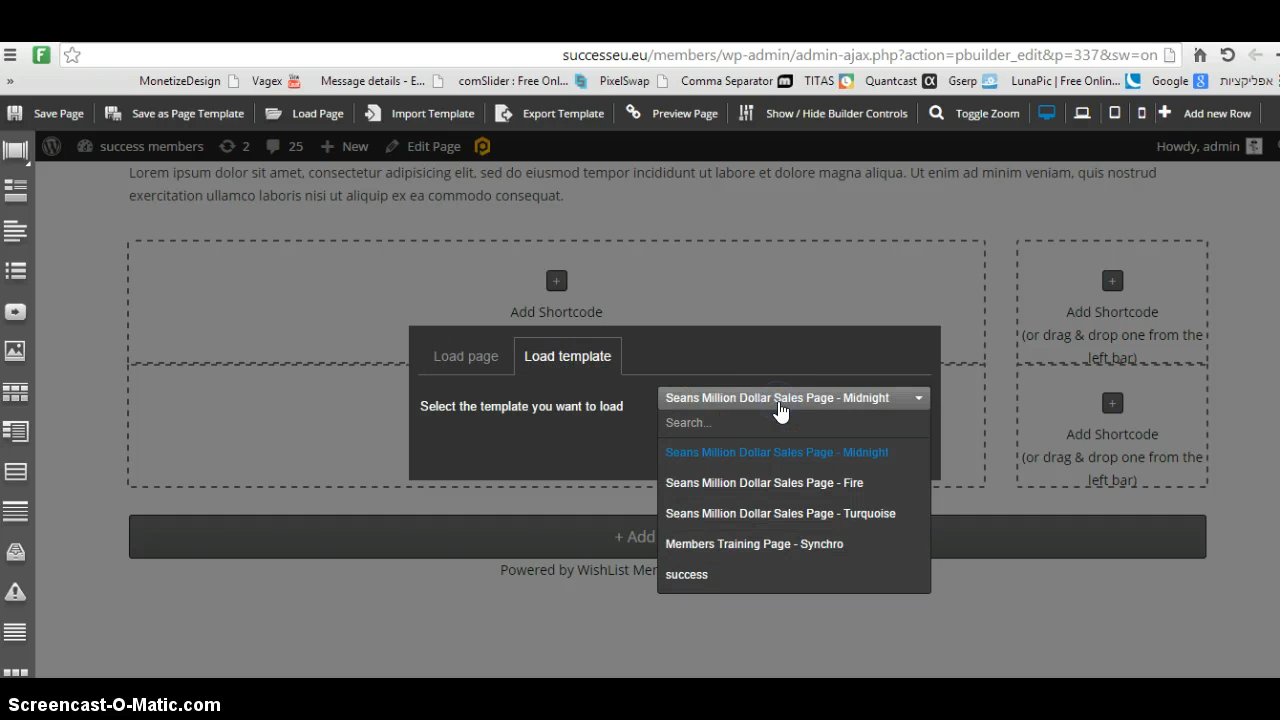 successeu.eu/members/wp-admin/admin-ajax.php?action=pbuilder_edit&p=337&sw=on
» MonetizeDesign Vagex Message details - E... comSlider : Free Onl... PixelSwap Conna Separator TITAS Quantcast Gserp LunaPic | Free Online... Google אפליקציות
Save Page Save as Page Template Load Page Import Template Export Template Preview Page Show / Hide Builder Controls Toggle Zoom Add new Row
success members 2 25 New Edit Page Howdy, admin
Lorem ipsum dolor sit amet, consectetur adipisicing elit, sed do eiusmod tempor incididunt ut labore et dolore magna aliqua. Ut enim ad minim veniam, quis nostrud
exercitation ullamco laboris nisi ut aliquip ex ea commodo consequat.
Add Shortcode
Add Shortcode
(or drag & drop one from the
left bar)
Load page Load template
Select the template you want to load
Seans Million Dollar Sales Page - Midnight
Search...
Seans Million Dollar Sales Page - Midnight
Seans Million Dollar Sales Page - Fire
Seans Million Dollar Sales Page - Turquoise
Members Training Page - Synchro
success
Add Shortcode
(or drag & drop one from the
left bar)
+ Add
Powered by WishList Mem
Screencast-O-Matic.com